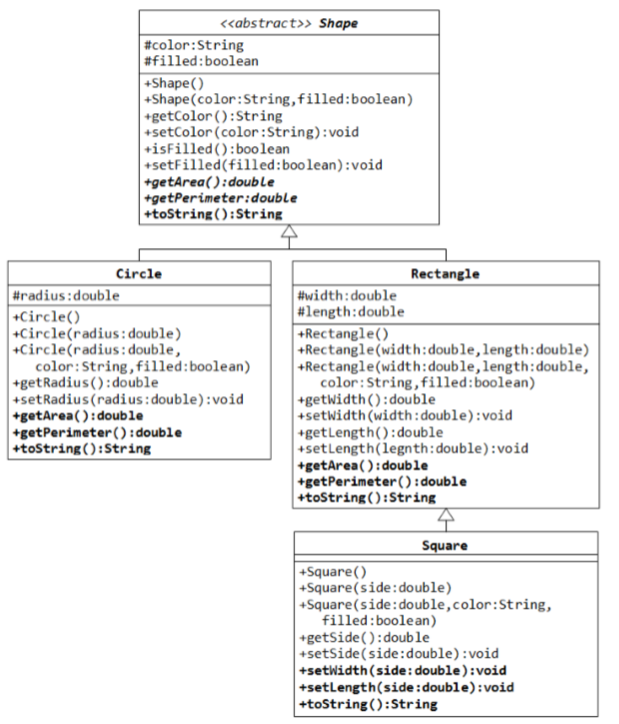 <<abstract>> Shape
#color:String
#filled:boolean
+Shape()
+Shape(color:String,filled:boolean)
+getColor():String
+setColor(color:String):void
+isFilled():boolean
+setFilled(filled:boolean):void
+getArea():double
+getPerimeter:double
+toString():String
Circle
#radius:double
+Circle()
+Circle(radius:double)
+Circle(radius:double,
color:String,filled:boolean)
+getRadius():double
+setRadius(radius:double):void
+getArea():double
+getPerimeter():double
+toString():String
Rectangle
#width:double
#length:double
+Rectangle()
+Rectangle(width:double,length:double)
+Rectangle(width:double,length:double,
color:String,filled:boolean)
+getWidth():double
+setWidth(width:double):void
+getLength():double
+setLength(legnth:double):void
+getArea():double
+getPerimeter():double
+toString():String
Square
+Square()
+Square(side:double)
+Square(side:double,color:String,
filled:boolean)
+getSide():double
+setSide(side:double):void
+setWidth(side:double):void
+setLength(side:double):void
+toString():String